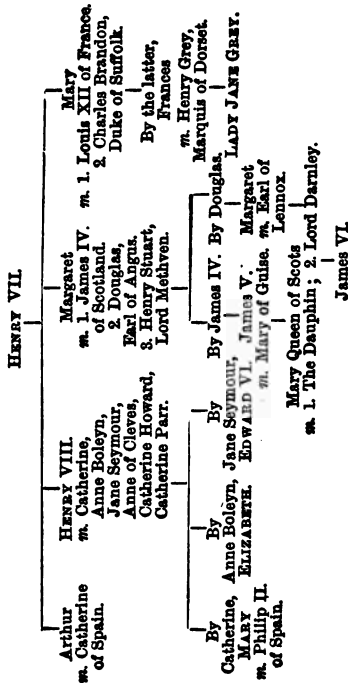 HENRY VII.
Arthur
m. Catherine
of Spain.
HENRY VIII.
m. Catherine,
Anne Boleyn,
Jane Seymour,
Anne of Cleves,
Catherine Howard,
Catherine Parr.
Margaret
m. 1. James IV.
of Scotland.
2. Douglas,
Earl of Angus.
3. Henry Stuart,
Lord Methven.
Mary
m. 1. Louis XII of France.
2. Charles Brandon,
Duke of Suffolk.
By the latter,
Frances
m. Henry Grey,
Marquis of Dorset.
LADY JANE GREY.
By
Catherine,
MARY
m. Philip II.
of Spain.
By
Anne Boleyn,
ELIZABETH.
By
Jane Seymour,
EDWARD VI.
By James IV.
James V.
m. Mary of Guise.
By Douglas.
Margaret
m. Earl of
Lennox.
Mary Queen of Scots
m. 1. The Dauphin; 2. Lord Darnley.
James VI.